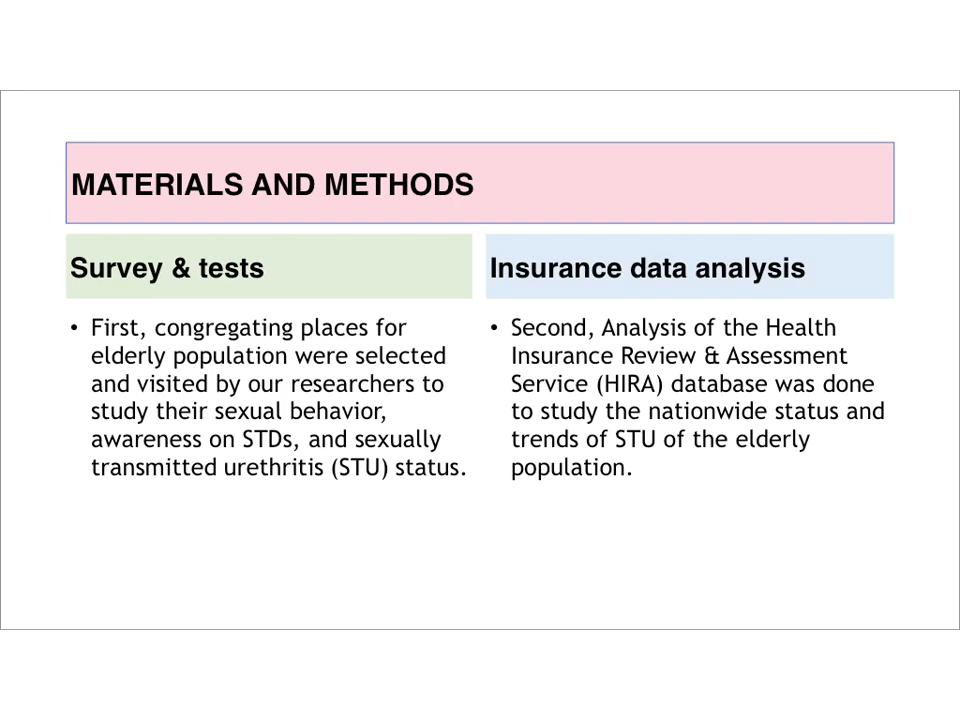 MATERIALS AND METHODS
Survey & tests
• First, congregating places for
elderly population were selected
and visited by our researchers to
study their sexual behavior,
awareness on STDs, and sexually
transmitted urethritis (STU) status.
Insurance data analysis
• Second, Analysis of the Health
Insurance Review & Assessment
Service (HIRA) database was done
to study the nationwide status and
trends of STU of the elderly
population.